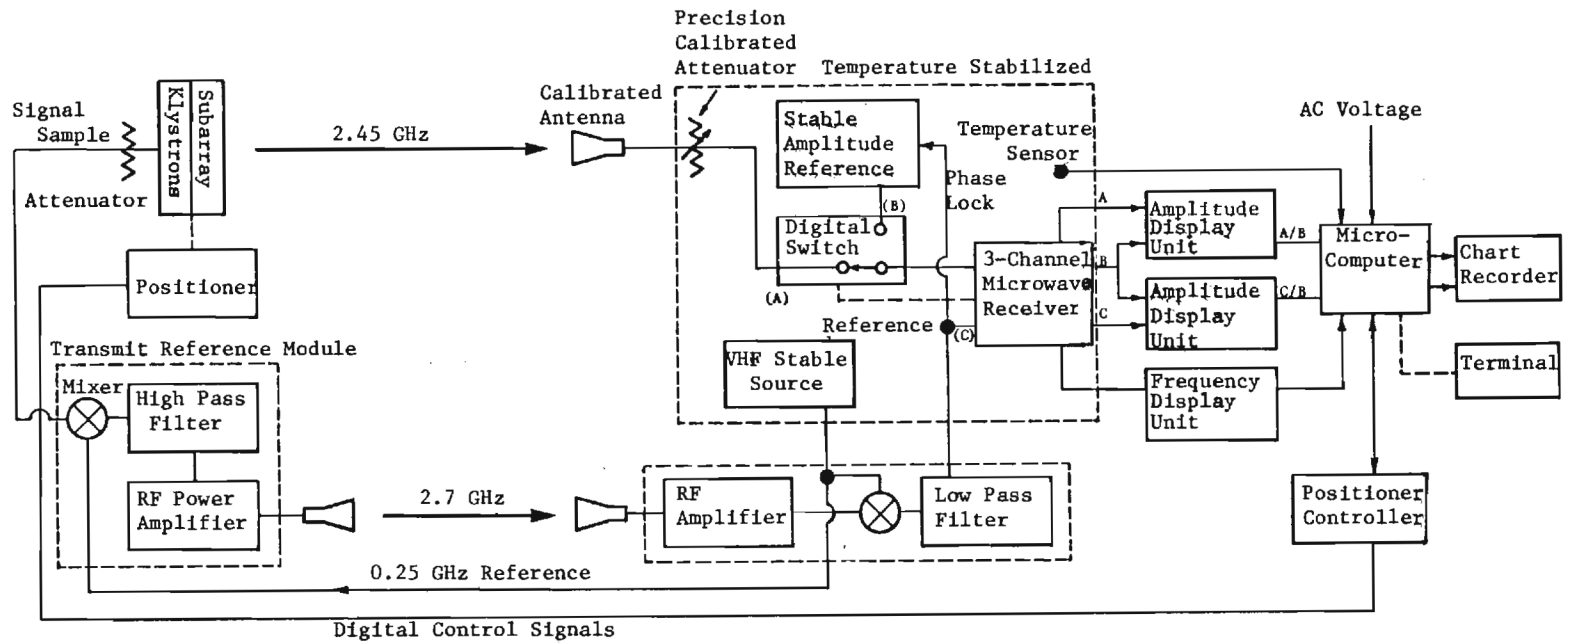 Precision
Calibrated
Attenuator
Temperature Stabilized
Signal
Sample
Klystrons
Subarray
Attenuator
2.45 GHz
Calibrated
Antenna
Stable
Amplitude
Reference
Temperature
Sensor
AC Voltage
Phase
Lock
(B)
Digital
Switch
(A)
3-Channel
Microwave
Receiver
A
B
C
Amplitude
Display
Unit
A/B
Amplitude
Display
Unit
C/B
Micro-
Computer
Chart
Recorder
Positioner
Reference
(C)
VHF Stable
Source
Frequency
Display
Unit
Terminal
Transmit Reference Module
Mixer
High Pass
Filter
RF Power
Amplifier
2.7 GHz
RF
Amplifier
Low Pass
Filter
Positioner
Controller
0.25 GHz Reference
Digital Control Signals